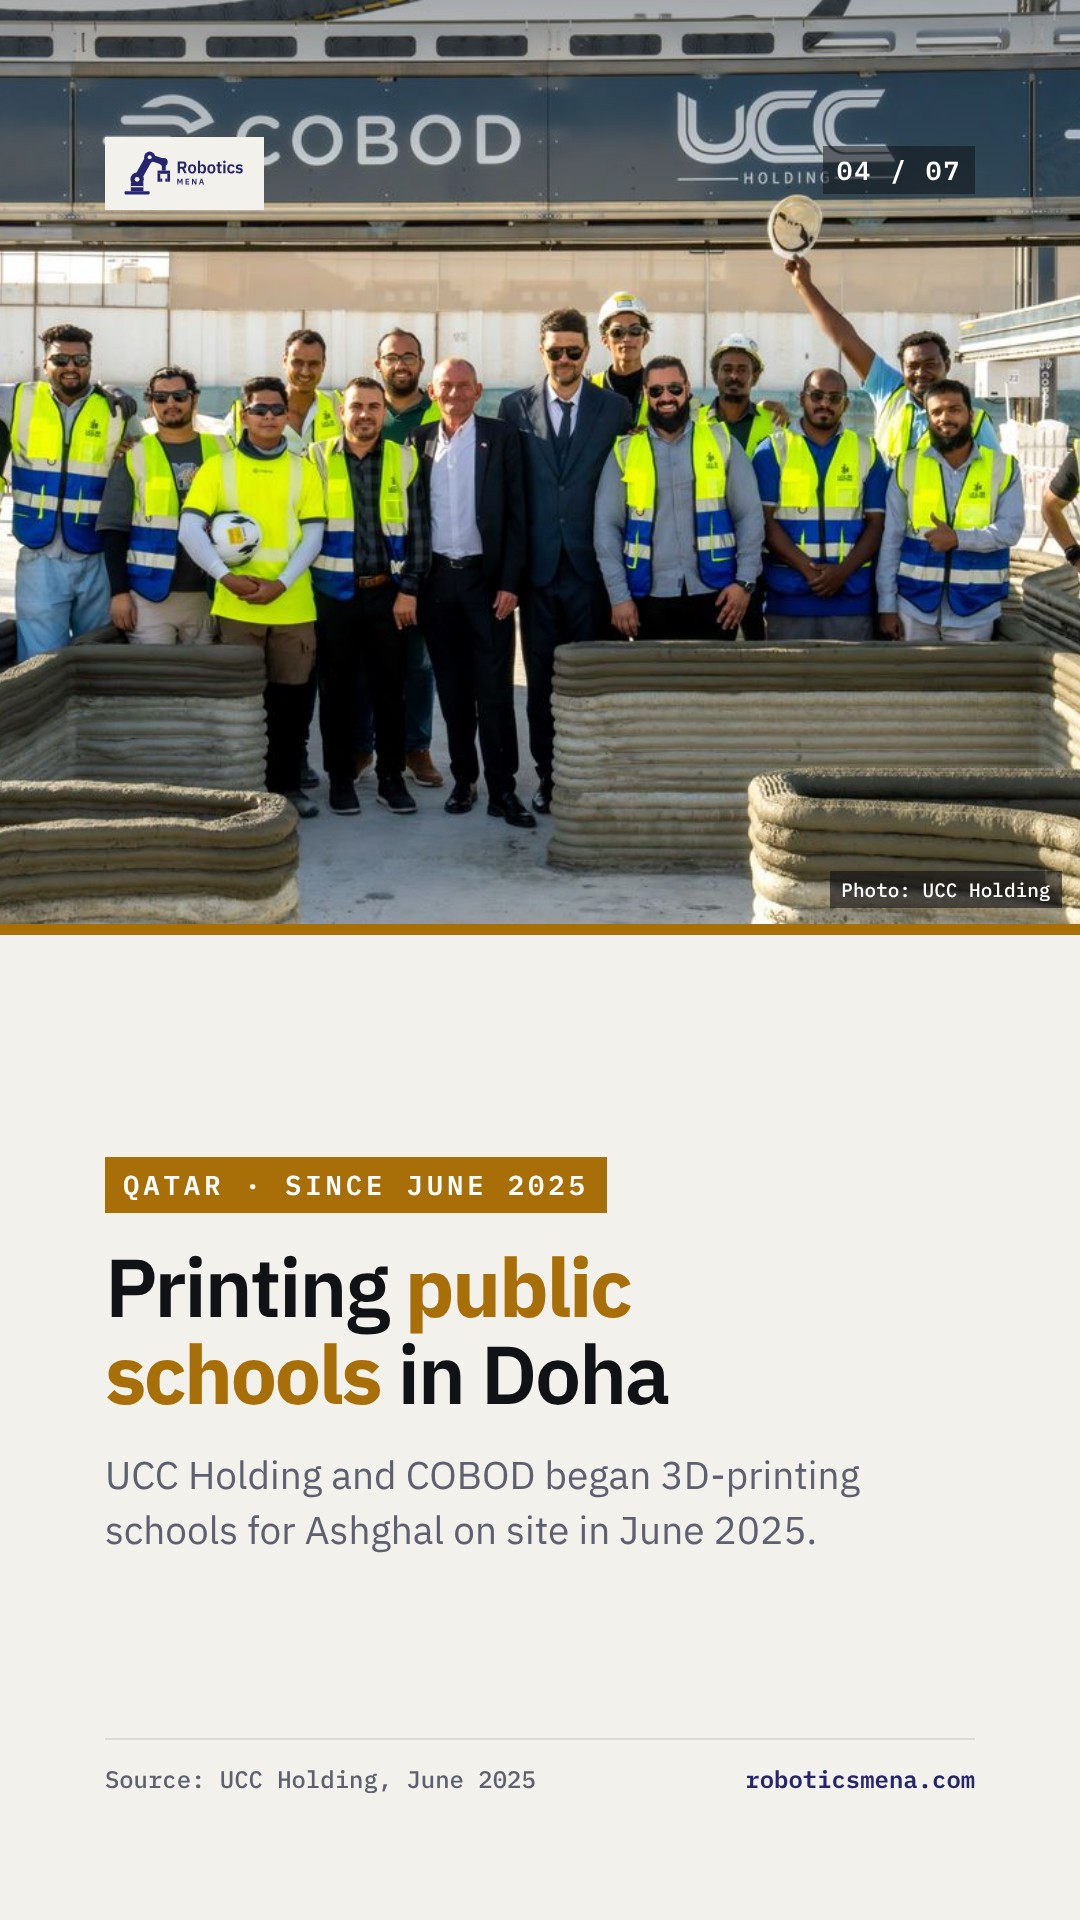 COBOD
UCC
HOLDING
Robotics
MENA
04 / 07
Photo: UCC Holding
QATAR · SINCE JUNE 2025
Printing public
schools in Doha
UCC Holding and COBOD began 3D-printing
schools for Ashghal on site in June 2025.
Source: UCC Holding, June 2025
roboticsmena.com